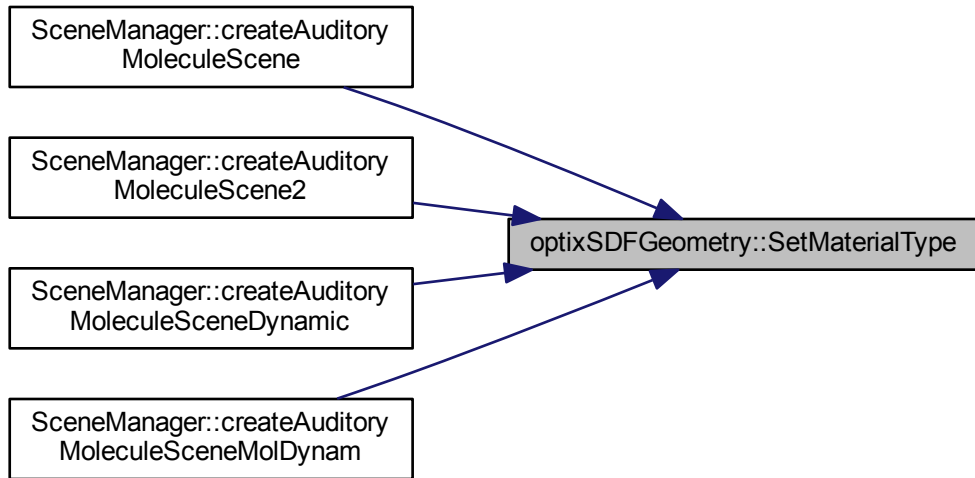 SceneManager::createAuditory
MoleculeScene
SceneManager::createAuditory
MoleculeScene2
optixSDFGeometry::SetMaterialType
SceneManager::createAuditory
MoleculeSceneDynamic
SceneManager::createAuditory
MoleculeSceneMolDynam